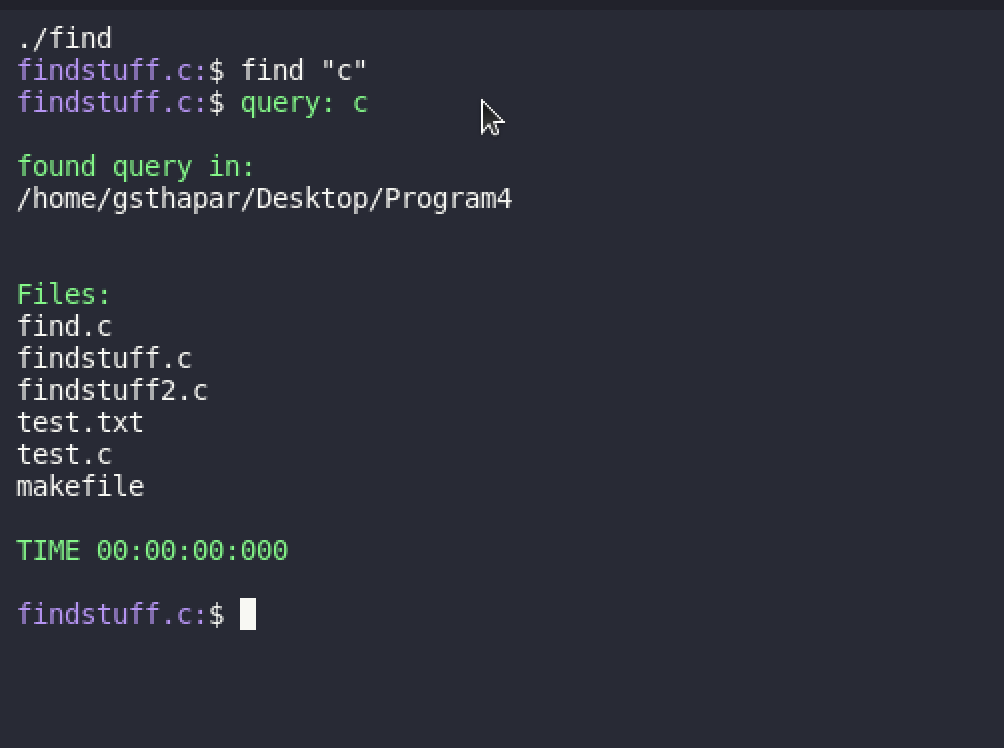 ./find
findstuff.c:$ find "c"
findstuff.c:$ query: c
found query in:
/home/gsthapar/Desktop/Program4
Files:
find.c
findstuff.c
findstuff2.c
test.txt
test.c
makefile
TIME 00:00:00:000
findstuff.c:$